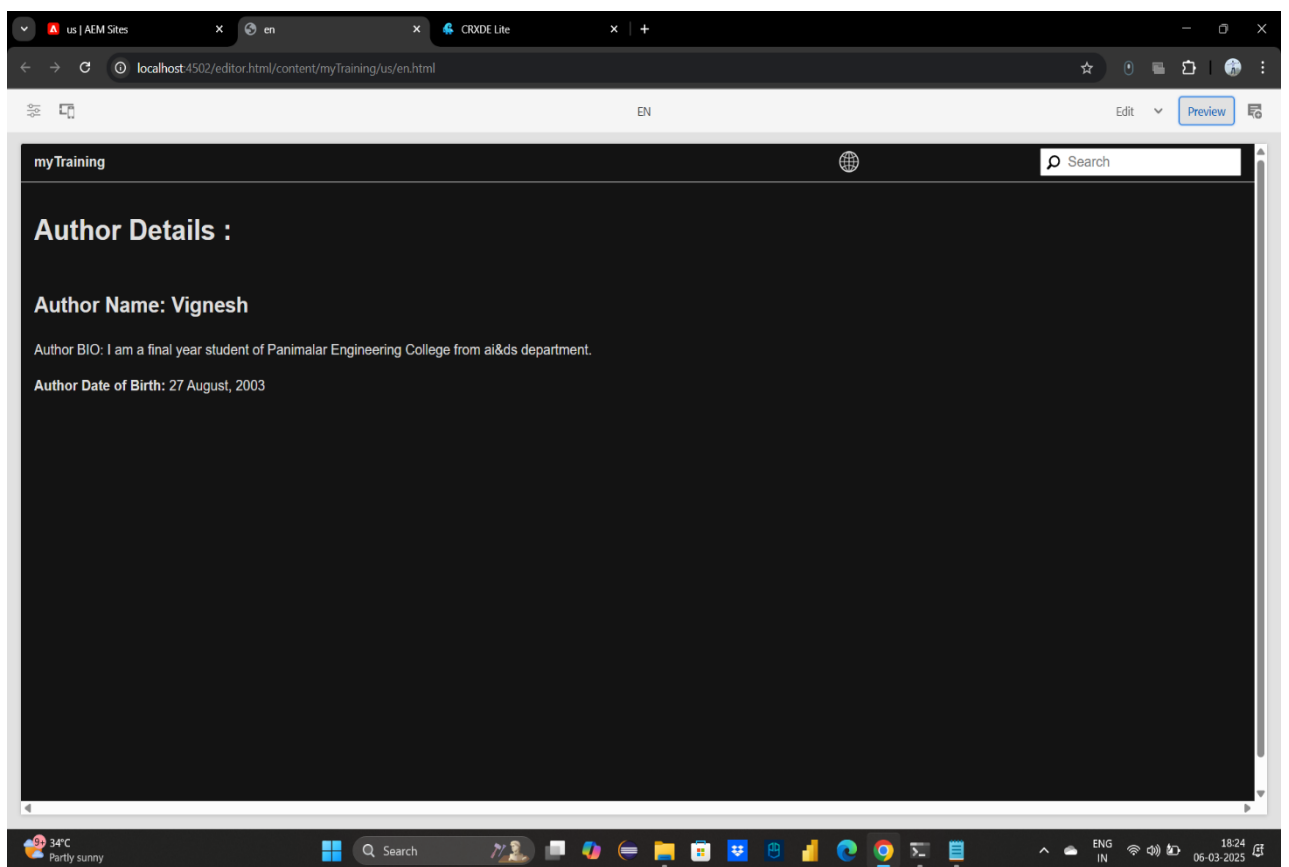 us | AEM Sites
en
CRXDE Lite
localhost:4502/editor.html/content/myTraining/us/en.html
EN
Edit
Preview
myTraining
Search
Author Details :
Author Name: Vignesh
Author BIO: I am a final year student of Panimalar Engineering College from ai&ds department.
Author Date of Birth: 27 August, 2003
9+
34°C
Partly sunny
Search
ENG
IN
18:24
06-03-2025